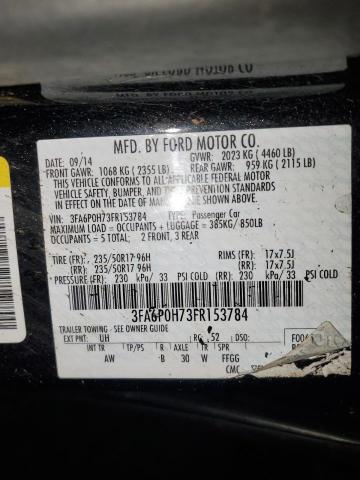 MFD. BY FORD MOTOR CO.
09/14 GVWR: 2023 KG (4460 LB)
FRONT GAWR: 1068 KG (2355 LB) REAR GAWR: 959 KG (2115 LB)
THIS VEHICLE CONFORMS TO ALL APPLICABLE FEDERAL MOTOR
VEHICLE SAFETY, BUMPER, AND THEFT PREVENTION STANDARDS
IN EFFECT ON THE DATE OF MANUFACTURE SHOWN ABOVE.
VIN: 3FA6P0H73FR153784 TYPE: Passenger Car
MAXIMUM LOAD = OCCUPANTS + LUGGAGE = 385KG/850LB
OCCUPANTS = 5 TOTAL: 2 FRONT, 3 REAR
TIRE (FR): 235/50R17 96H RIMS (FR): 17x7.5J
(RR): 235/50R17 96H (RR): 17x7.5J
PRESSURE (FR): 230 kPa/ 33 PSI COLD (RR): 230 kPa/ 33 PSI COLD
3FA6P0H73FR153784
TRAILER TOWING - SEE OWNER GUIDE
EXT PNT: UH RC: 52 DSO:
INT TR TP/PS R AXLE TR SPR
AW B 30 W FFGG